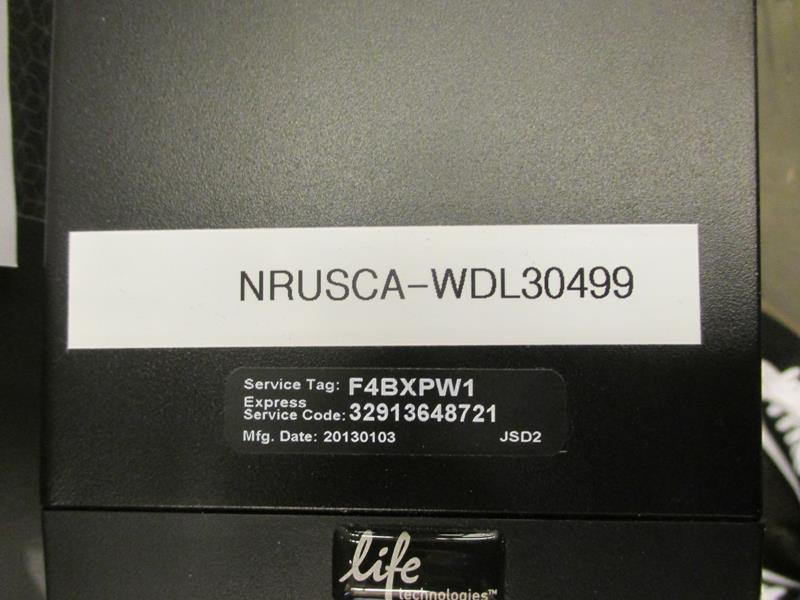 NRUSCA-WDL30499
Service Tag: F4BXPW1
Express
Service Code: 32913648721
Mfg. Date: 20130103 JSD2
life
technologies™